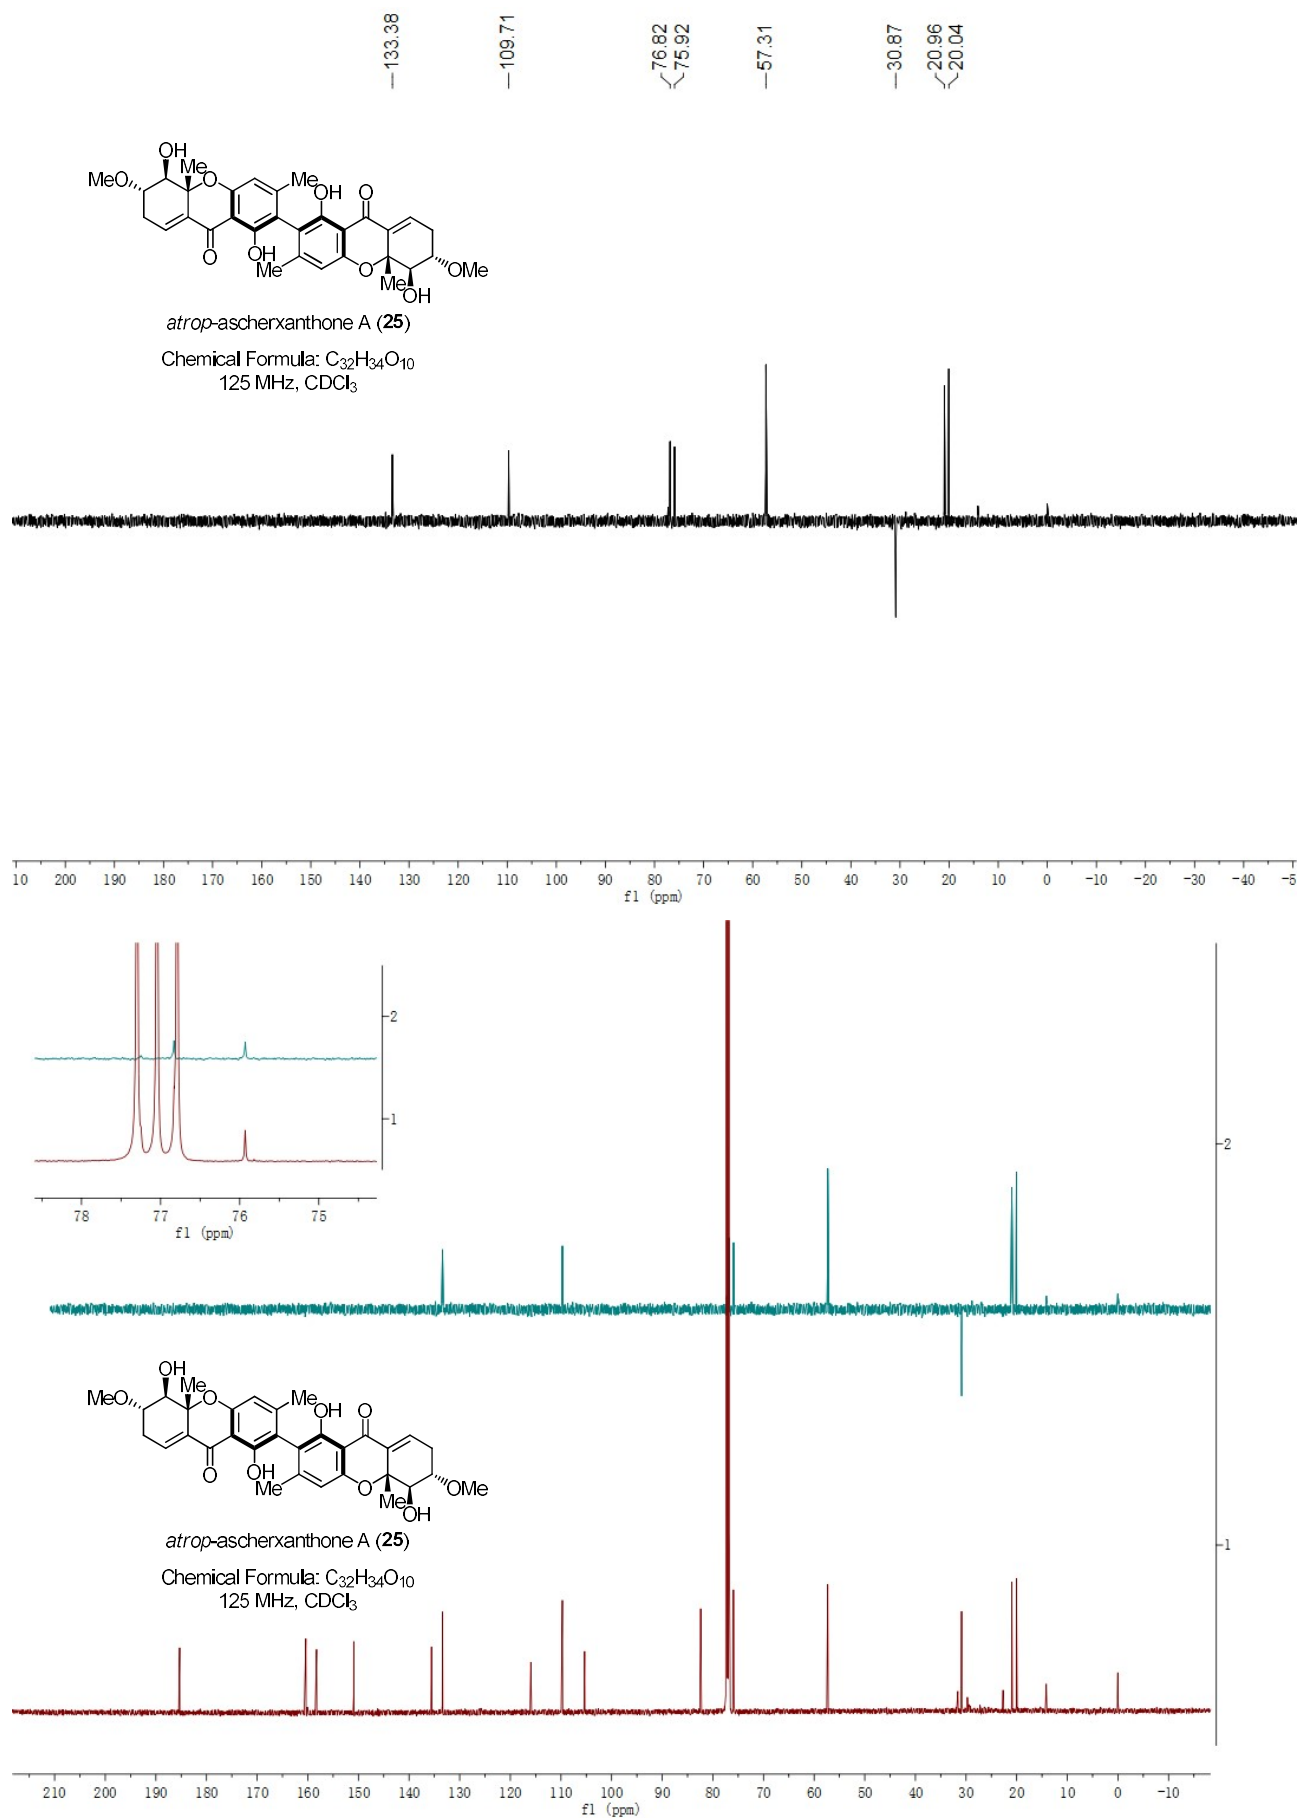 133.38
109.71
76.82
75.92
57.31
30.87
20.96
20.04
OH
Me
MeO
O
Me
OH
O
O
OH
Me
O
OMe
Me
OH
atrop-ascherxanthone A (25)
Chemical Formula: C32H34O10
125 MHz, CDCl3
10 200 190 180 170 160 150 140 130 120 110 100 90 80 70 60 50 40 30 20 10 0 -10 -20 -30 -40 -5
f1 (ppm)
2
1
78 77 76 75
f1 (ppm)
2
OH
Me
MeO
O
Me
OH
O
O
OH
Me
O
OMe
Me
OH
atrop-ascherxanthone A (25)
Chemical Formula: C32H34O10
125 MHz, CDCl3
1
210 200 190 180 170 160 150 140 130 120 110 100 90 80 70 60 50 40 30 20 10 0 -10
f1 (ppm)